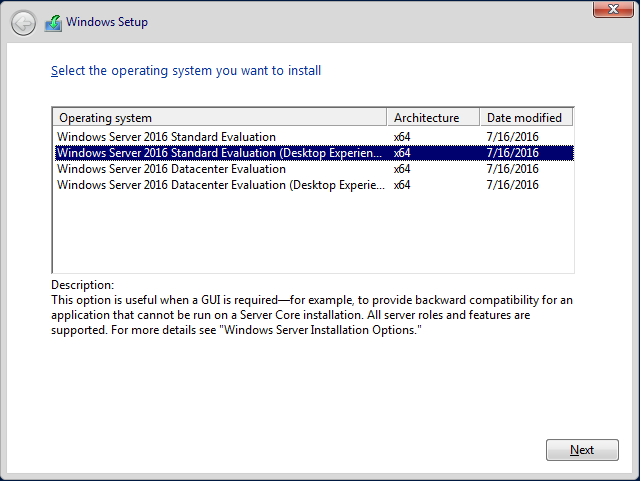 Windows Setup
Select the operating system you want to install
Operating system Architecture Date modified
Windows Server 2016 Standard Evaluation x64 7/16/2016
Windows Server 2016 Standard Evaluation (Desktop Experien... x64 7/16/2016
Windows Server 2016 Datacenter Evaluation x64 7/16/2016
Windows Server 2016 Datacenter Evaluation (Desktop Experie... x64 7/16/2016
Description:
This option is useful when a GUI is required—for example, to provide backward compatibility for an
application that cannot be run on a Server Core installation. All server roles and features are
supported. For more details see "Windows Server Installation Options."
Next